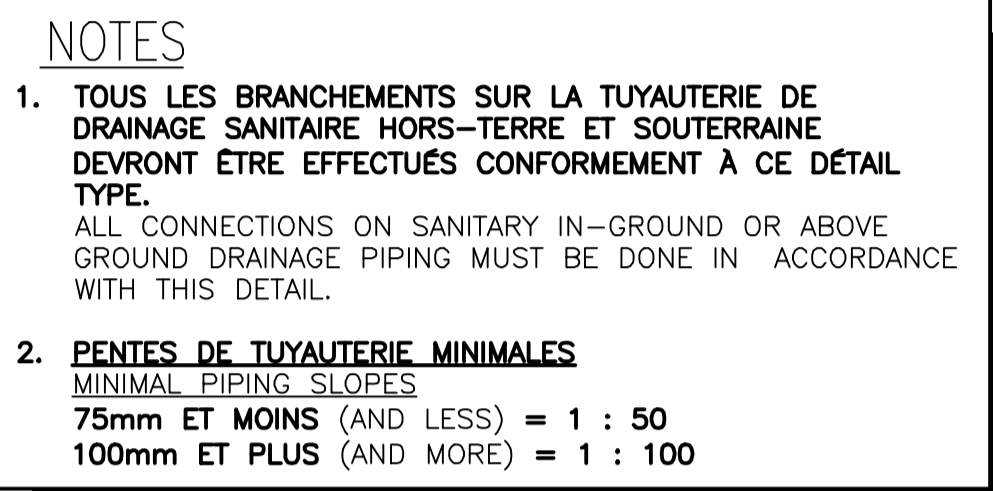 NOTES
1. TOUS LES BRANCHEMENTS SUR LA TUYAUTERIE DE
DRAINAGE SANITAIRE HORS-TERRE ET SOUTERRAINE
DEVRONT ÊTRE EFFECTUÉS CONFORMEMENT À CE DÉTAIL
TYPE.
ALL CONNECTIONS ON SANITARY IN-GROUND OR ABOVE
GROUND DRAINAGE PIPING MUST BE DONE IN ACCORDANCE
WITH THIS DETAIL.
2. PENTES DE TUYAUTERIE MINIMALES
MINIMAL PIPING SLOPES
75mm ET MOINS (AND LESS) = 1 : 50
100mm ET PLUS (AND MORE) = 1 : 100